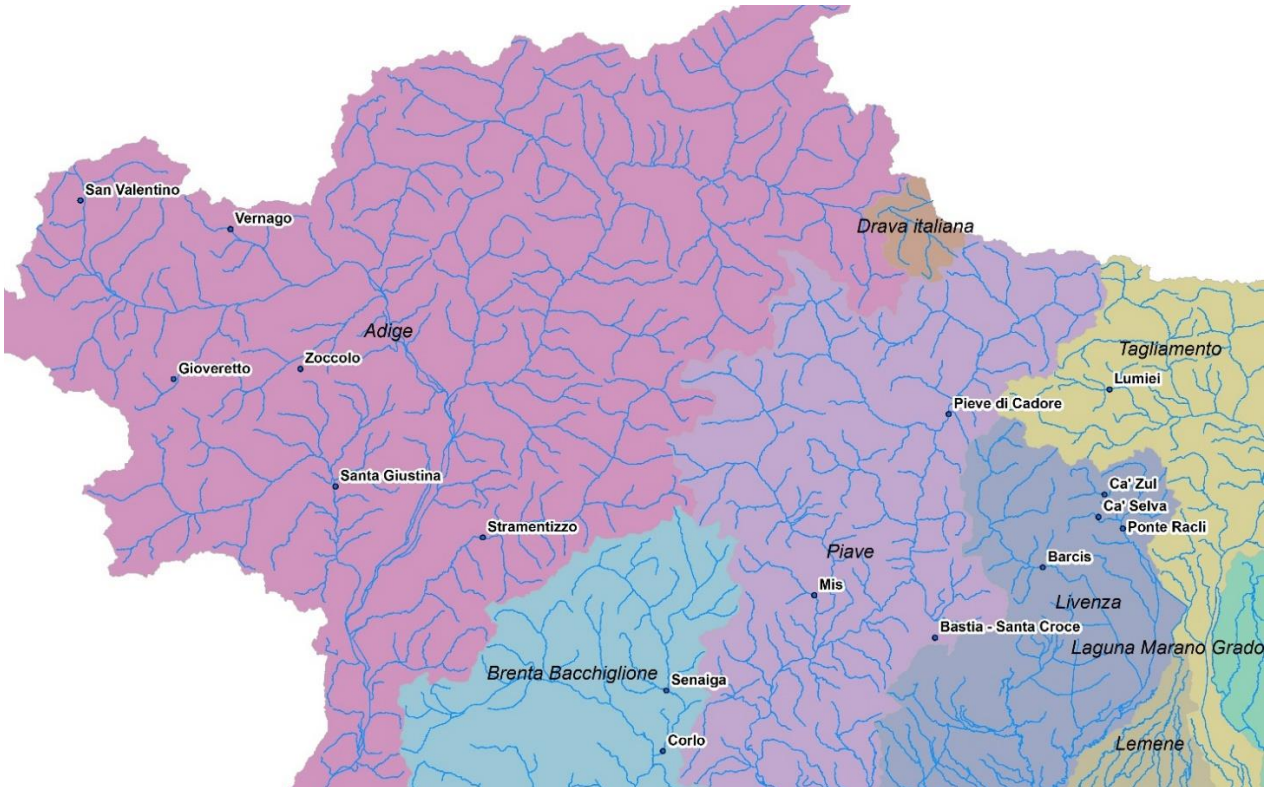 San Valentino
Vernago
Drava italiana
Adige
Tagliamento
Gioveretto
Zoccolo
Lumiei
Pieve di Cadore
Santa Giustina
Ca' Zul
Ca' Selva
Stramentizzo
Ponte Racli
Piave
Barcis
Mis
Livenza
Bastia - Santa Croce
Laguna Marano Grado
Brenta Bacchiglione
Senaiga
Corlo
Lemene